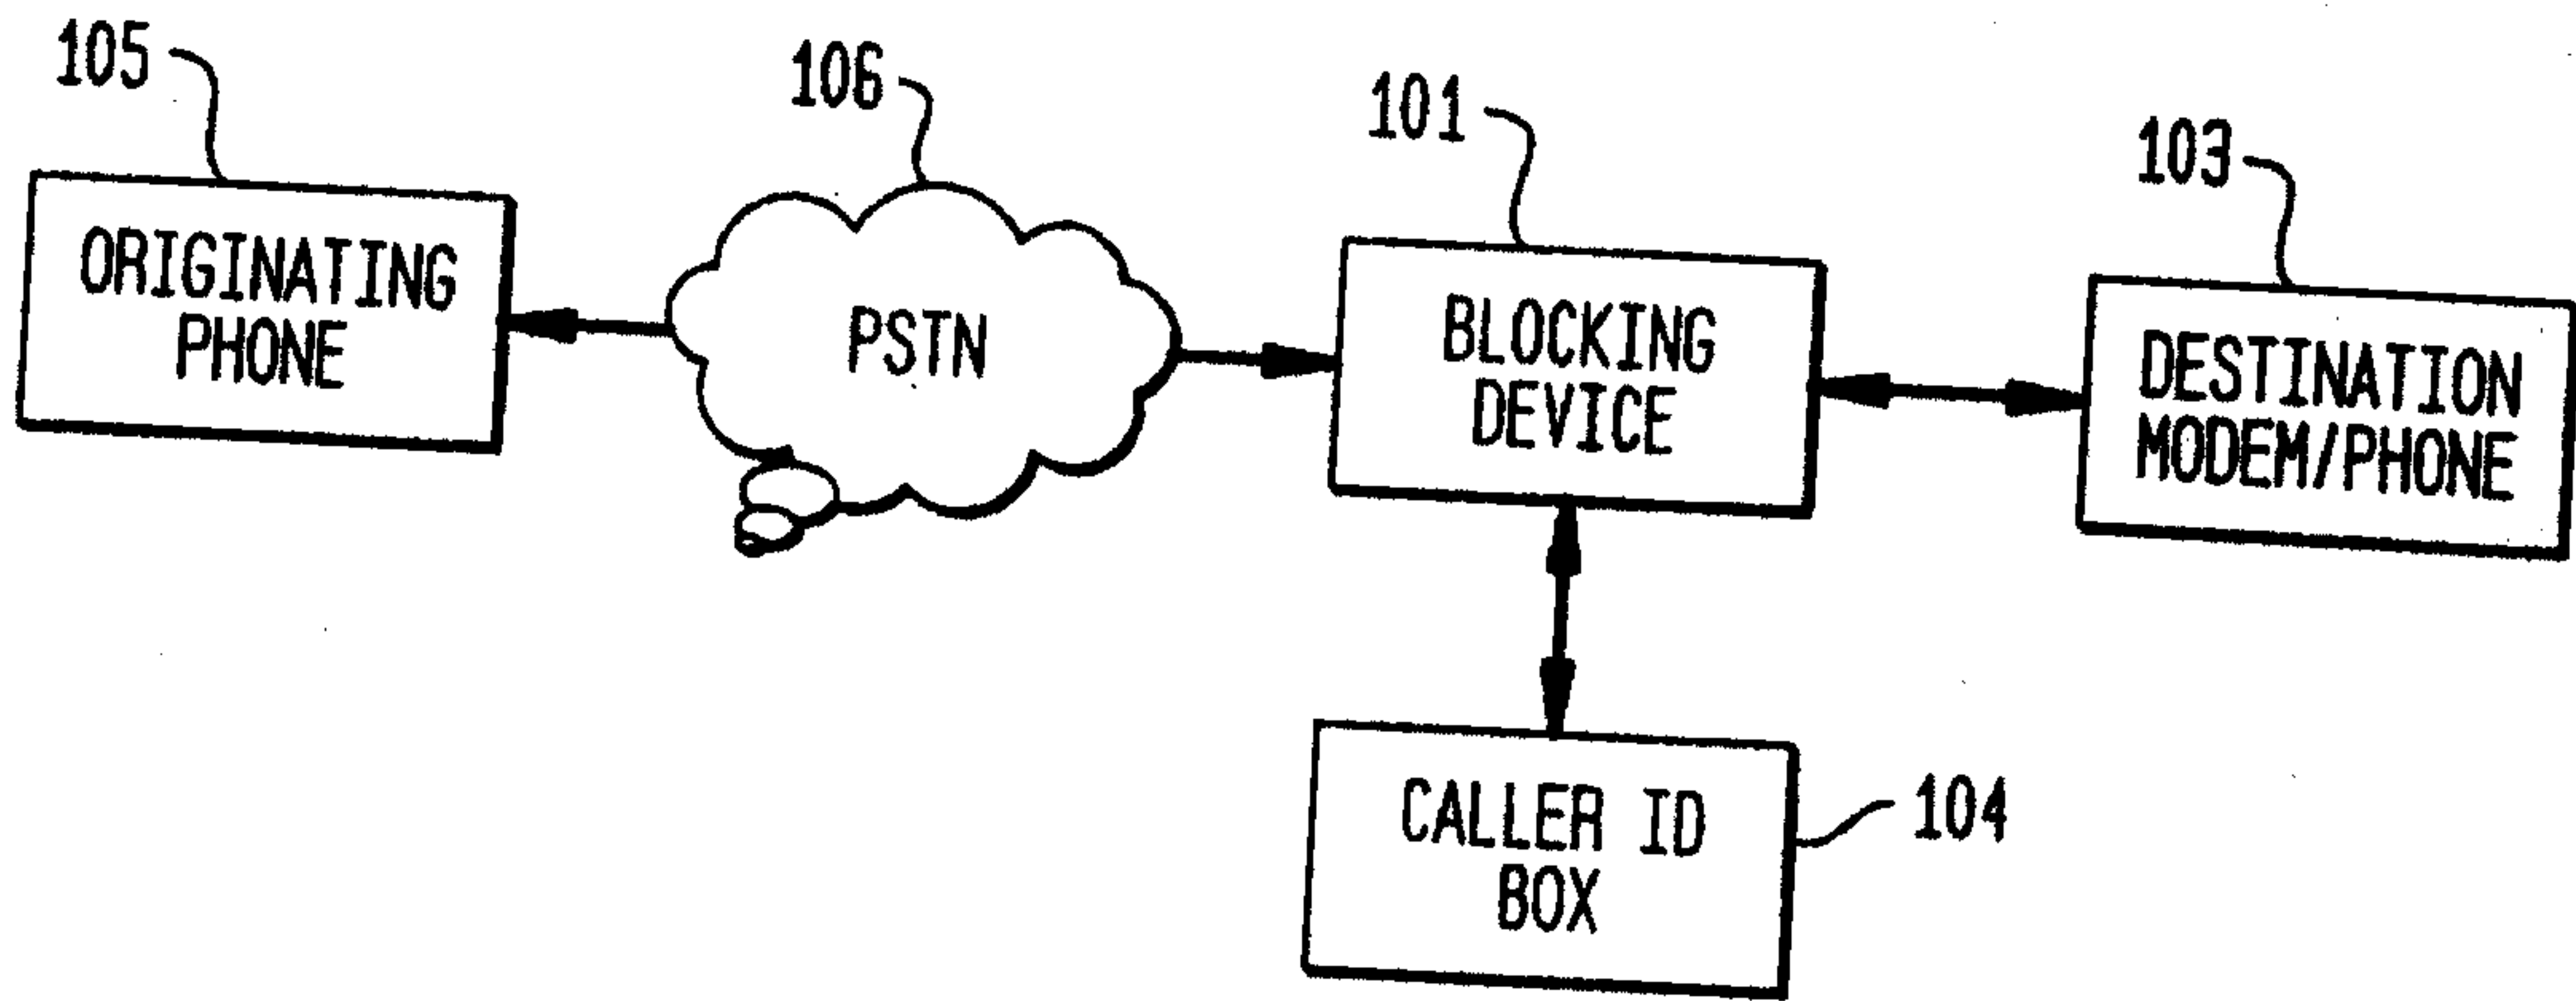 105
106
101
103
ORIGINATING
PHONE
PSTN
BLOCKING
DEVICE
DESTINATION
MODEM/PHONE
CALLER ID
BOX
104